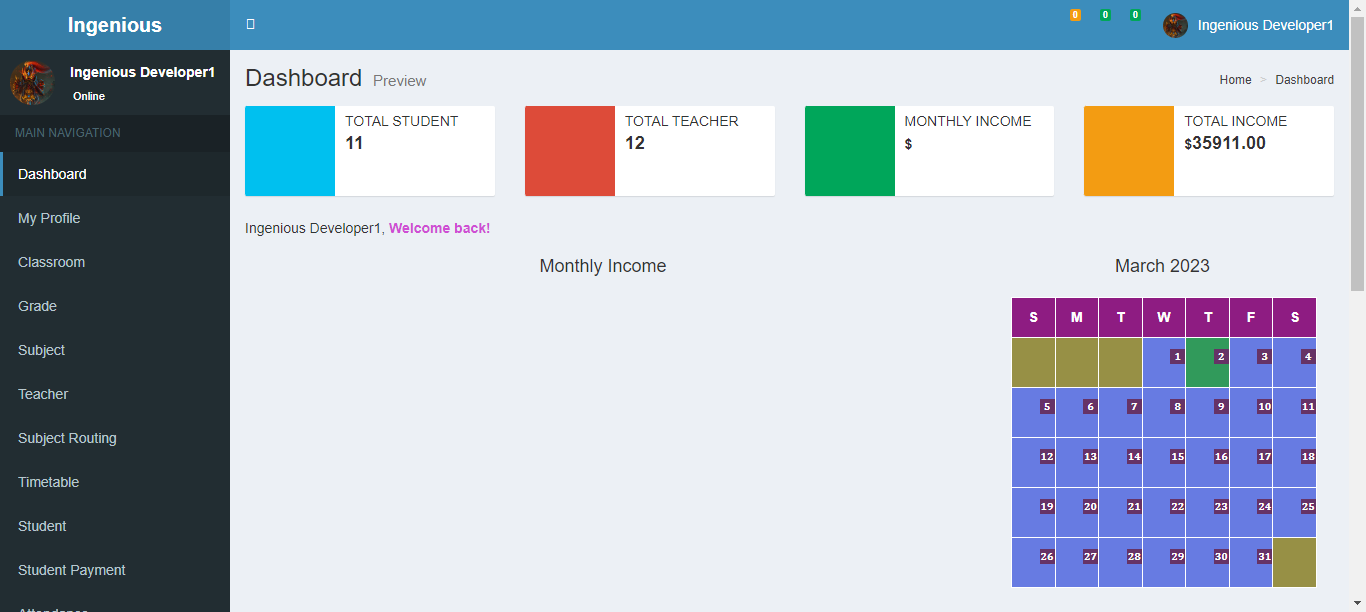 Ingenious
0 0 0 Ingenious Developer1
Ingenious Developer1
Online
MAIN NAVIGATION
Dashboard
My Profile
Classroom
Grade
Subject
Teacher
Subject Routing
Timetable
Student
Student Payment
Attendance
Dashboard Preview
Home > Dashboard
TOTAL STUDENT
11
TOTAL TEACHER
12
MONTHLY INCOME
$
TOTAL INCOME
$35911.00
Ingenious Developer1, Welcome back!
Monthly Income
March 2023
S M T W T F S
1 2 3 4
5 6 7 8 9 10 11
12 13 14 15 16 17 18
19 20 21 22 23 24 25
26 27 28 29 30 31